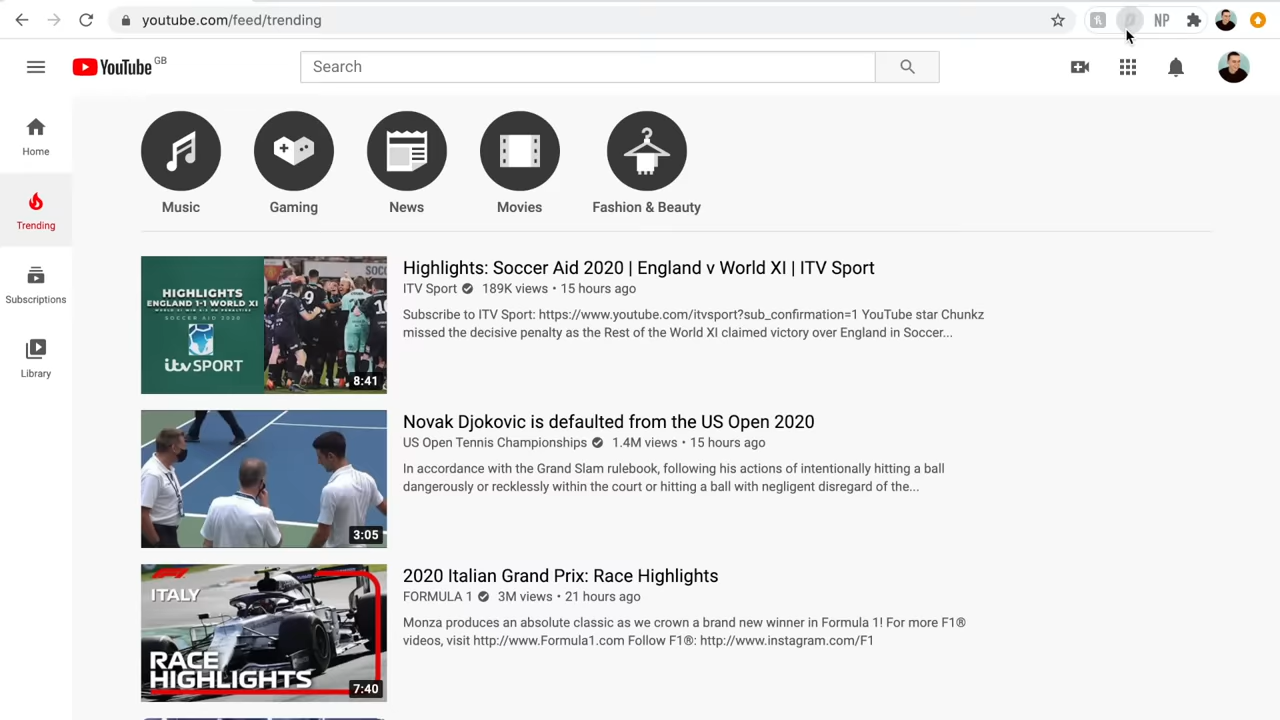 youtube.com/feed/trending
NP
YouTube GB
Search
Home
Trending
Subscriptions
Library
Music
Gaming
News
Movies
Fashion & Beauty
HIGHLIGHTS
ENGLAND 1-1 WORLD XI
SOCCER AID 2020
itv SPORT
8:41
Highlights: Soccer Aid 2020 | England v World XI | ITV Sport
ITV Sport 189K views • 15 hours ago
Subscribe to ITV Sport: https://www.youtube.com/itvsport?sub_confirmation=1 YouTube star Chunkz
missed the decisive penalty as the Rest of the World XI claimed victory over England in Soccer...
3:05
Novak Djokovic is defaulted from the US Open 2020
US Open Tennis Championships 1.4M views • 15 hours ago
In accordance with the Grand Slam rulebook, following his actions of intentionally hitting a ball
dangerously or recklessly within the court or hitting a ball with negligent disregard of the...
ITALY
RACE
HIGHLIGHTS
7:40
2020 Italian Grand Prix: Race Highlights
FORMULA 1 3M views • 21 hours ago
Monza produces an absolute classic as we crown a brand new winner in Formula 1! For more F1®
videos, visit http://www.Formula1.com Follow F1®: http://www.instagram.com/F1